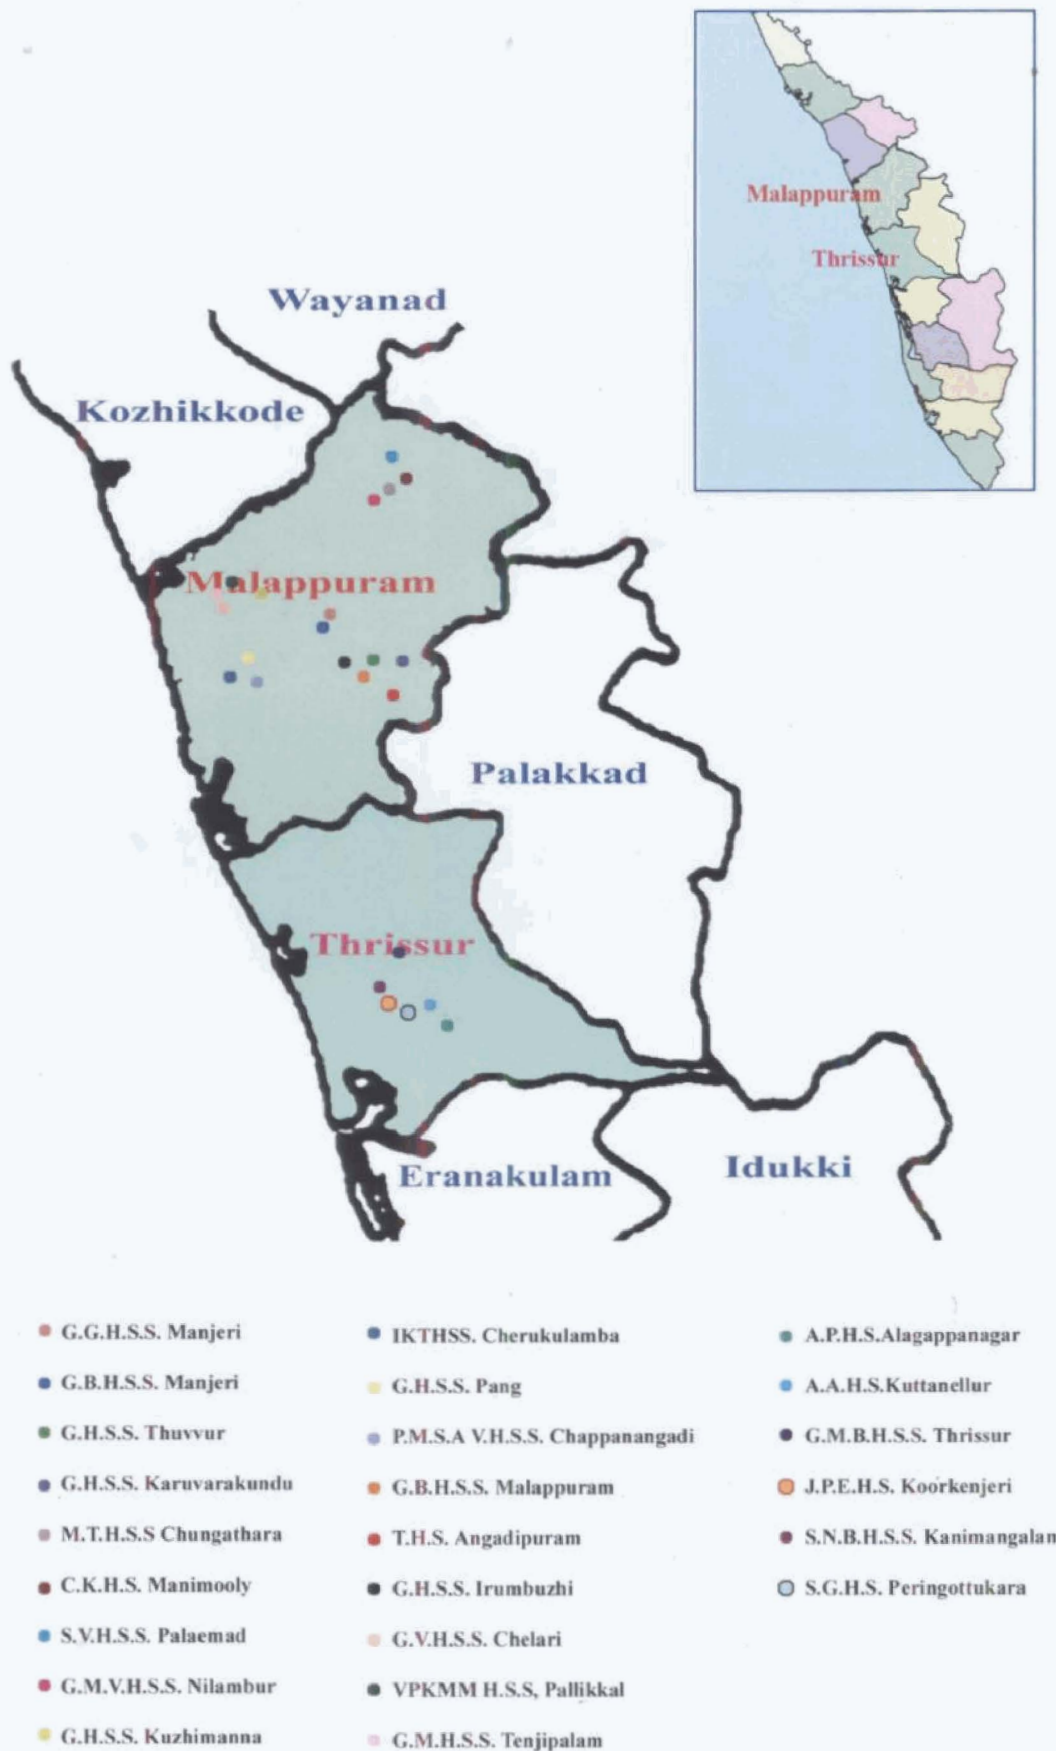 Malappuram
Thrissur
Wayanad
Kozhikkode
Malappuram
Palakkad
Thrissur
Eranakulam
Idukki
G.G.H.S.S. Manjeri
G.B.H.S.S. Manjeri
G.H.S.S. Thuvvur
G.H.S.S. Karuvarakundu
M.T.H.S.S Chungathara
C.K.H.S. Manimooly
S.V.H.S.S. Palaemad
G.M.V.H.S.S. Nilambur
G.H.S.S. Kuzhimanna
IKTHSS. Cherukulamba
G.H.S.S. Pang
P.M.S.A V.H.S.S. Chappanangadi
G.B.H.S.S. Malappuram
T.H.S. Angadipuram
G.H.S.S. Irumbuzhi
G.V.H.S.S. Chelari
VPKMM H.S.S, Pallikkal
G.M.H.S.S. Tenjipalam
A.P.H.S.Alagappanagar
A.A.H.S.Kuttanellur
G.M.B.H.S.S. Thrissur
J.P.E.H.S. Koorkenjeri
S.N.B.H.S.S. Kanimangalam
S.G.H.S. Peringottukara